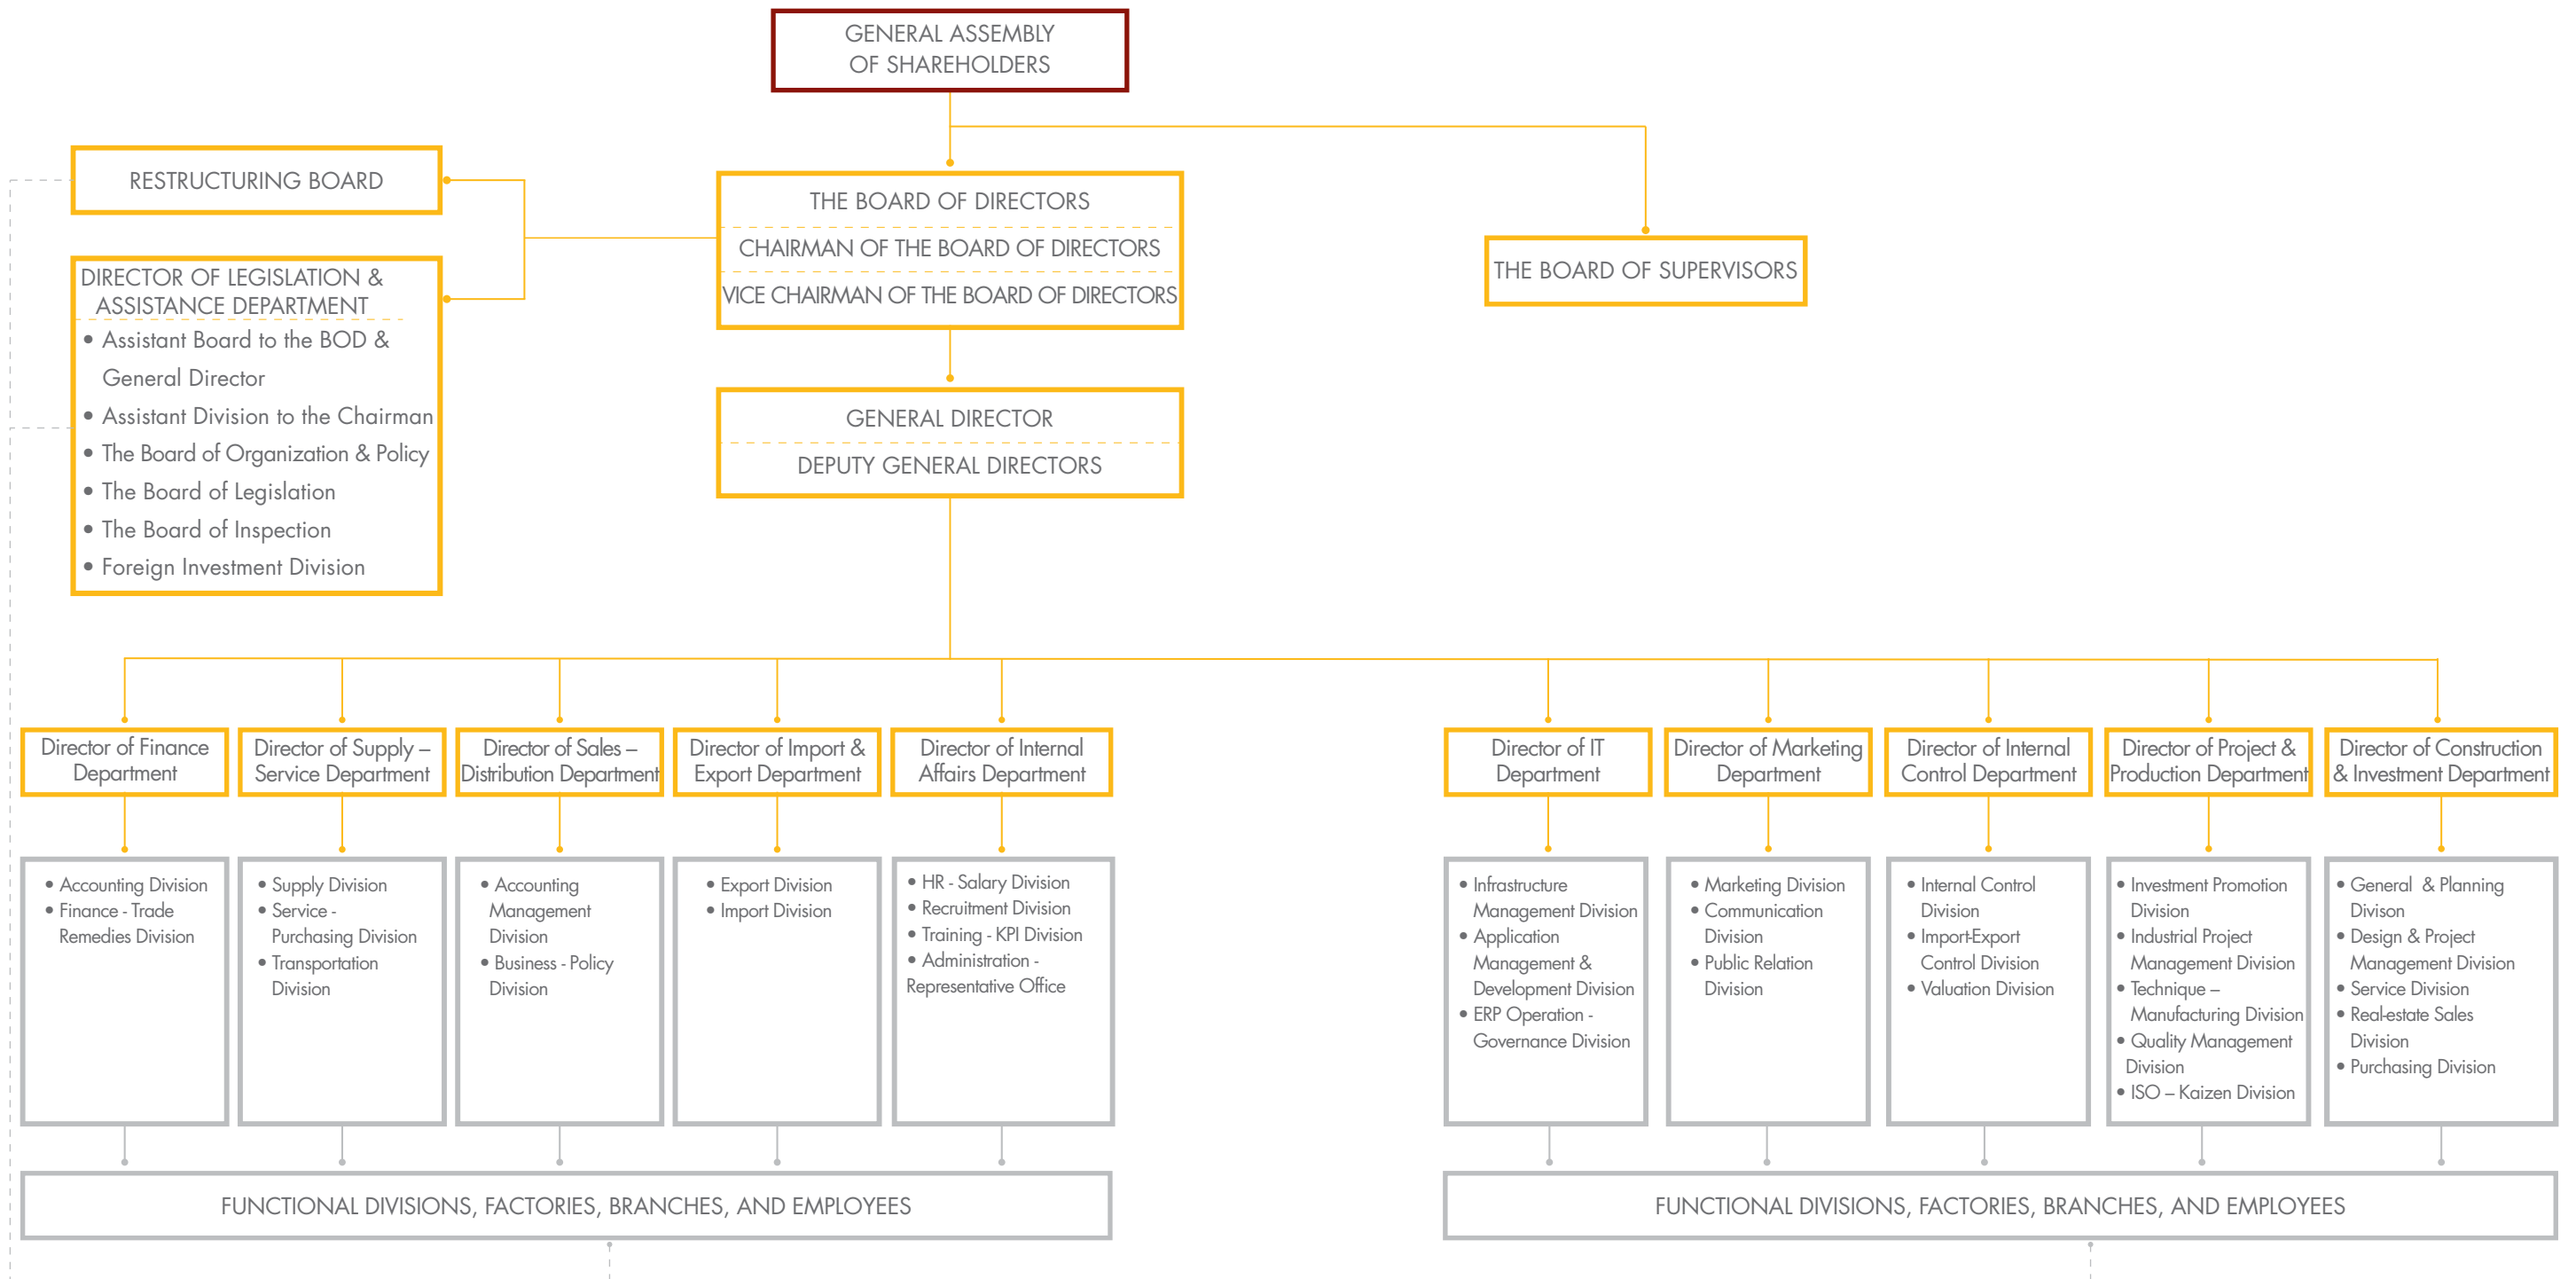 GENERAL ASSEMBLY
OF SHAREHOLDERS
RESTRUCTURING BOARD
THE BOARD OF DIRECTORS
CHAIRMAN OF THE BOARD OF DIRECTORS
VICE CHAIRMAN OF THE BOARD OF DIRECTORS
THE BOARD OF SUPERVISORS
DIRECTOR OF LEGISLATION &
ASSISTANCE DEPARTMENT
• Assistant Board to the BOD &
General Director
• Assistant Division to the Chairman
• The Board of Organization & Policy
• The Board of Legislation
• The Board of Inspection
• Foreign Investment Division
GENERAL DIRECTOR
DEPUTY GENERAL DIRECTORS
Director of Finance
Department
Director of Supply –
Service Department
Director of Sales –
Distribution Department
Director of Import &
Export Department
Director of Internal
Affairs Department
Director of IT
Department
Director of Marketing
Department
Director of Internal
Control Department
Director of Project &
Production Department
Director of Construction
& Investment Department
• Accounting Division
• Finance - Trade
Remedies Division
• Supply Division
• Service -
Purchasing Division
• Transportation
Division
• Accounting
Management
Division
• Business - Policy
Division
• Export Division
• Import Division
• HR - Salary Division
• Recruitment Division
• Training - KPI Division
• Administration -
Representative Office
• Infrastructure
Management Division
• Application
Management &
Development Division
• ERP Operation -
Governance Division
• Marketing Division
• Communication
Division
• Public Relation
Division
• Internal Control
Division
• Import-Export
Control Division
• Valuation Division
• Investment Promotion
Division
• Industrial Project
Management Division
• Technique –
Manufacturing Division
• Quality Management
Division
• ISO – Kaizen Division
• General & Planning
Divison
• Design & Project
Management Division
• Service Division
• Real-estate Sales
Division
• Purchasing Division
FUNCTIONAL DIVISIONS, FACTORIES, BRANCHES, AND EMPLOYEES
FUNCTIONAL DIVISIONS, FACTORIES, BRANCHES, AND EMPLOYEES